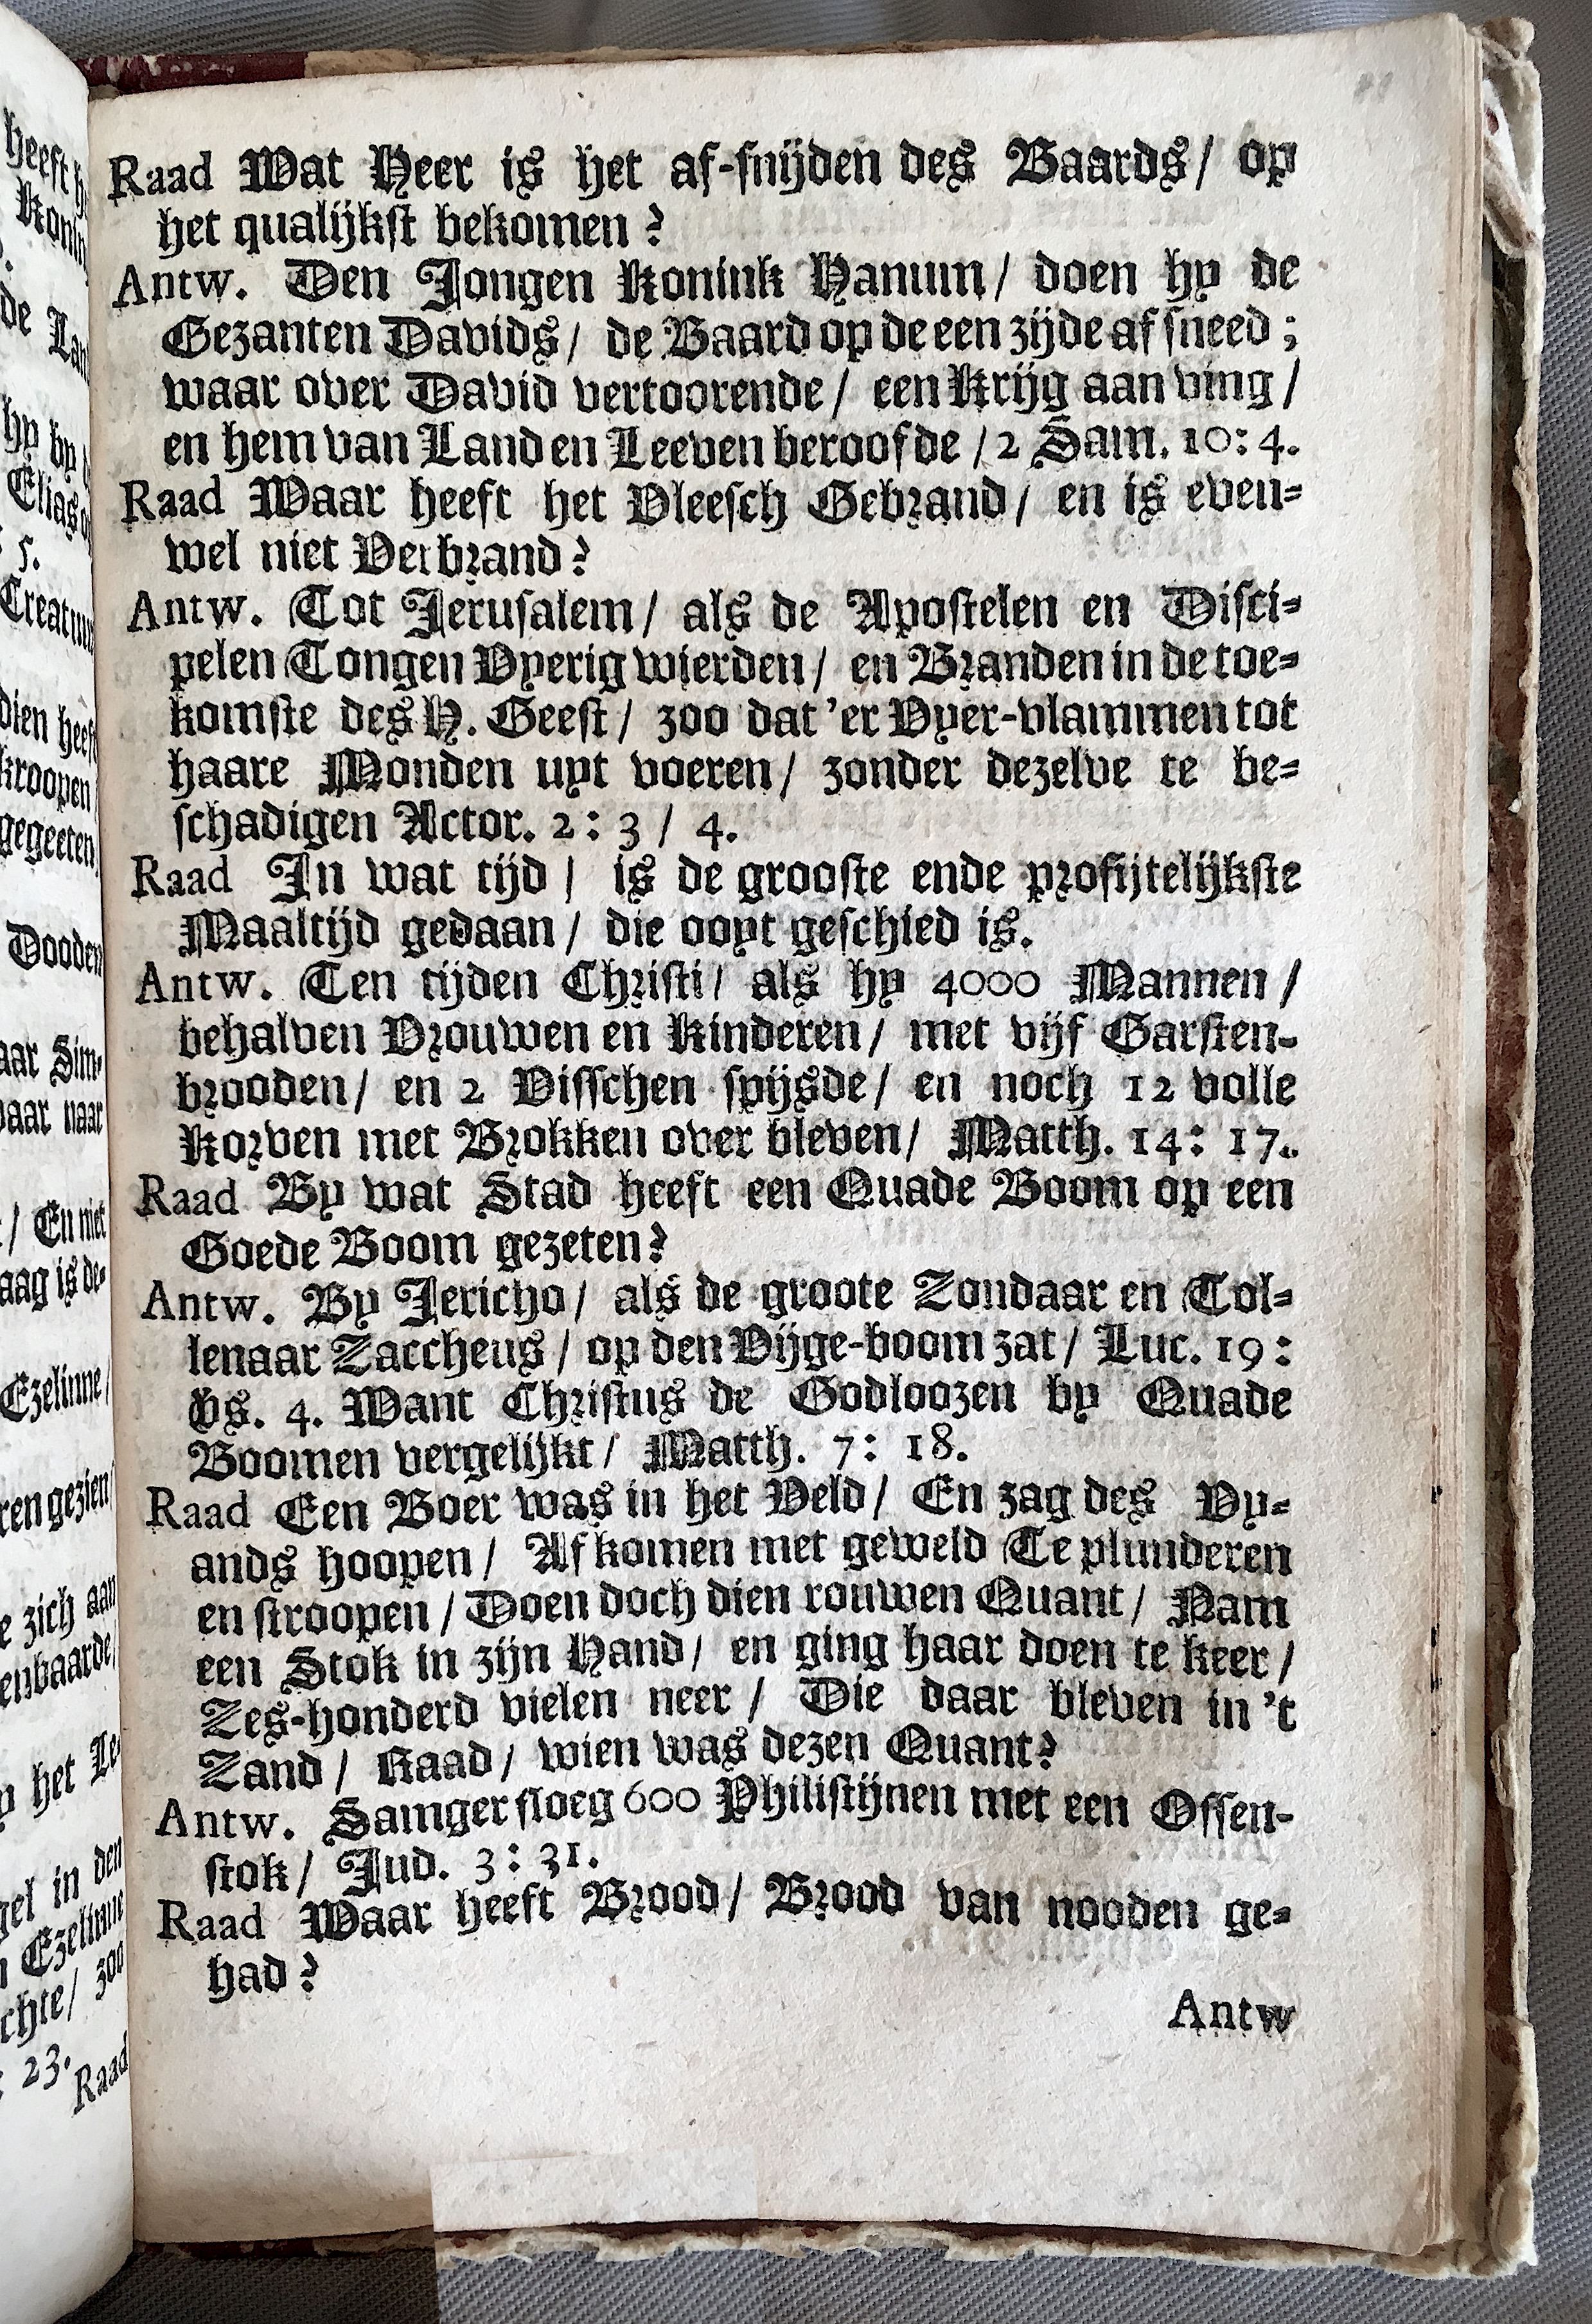 Raad Wat Heer is het af-snijden des Baards/ op
het qualijkst bekomen?
Antw. Den Jongen Konink Hanum/ doen hy de
Gezanten Davids/ de Baard op de een zijde af sneed;
waar over David vertoorende/ een Krijg aan ving/
en hem van Land en Leeven beroofde/ 2 Sam. 10: 4.
Raad Waar heeft het Vleesch Gebrand/ en is even-
wel niet Verbrand?
Antw. Tot Jerusalem/ als de Apostelen en Disci-
pelen Tongen Vyerig wierden/ en Branden in de toe-
komste des H. Geest/ zoo dat 'er Vyer-vlammen tot
haare Monden uyt voeren/ zonder dezelve te be-
schadigen Actor. 2: 3/ 4.
Raad In wat tijd/ is de grooste ende profijtelijkste
Maaltijd gedaan/ die ooyt geschied is.
Antw. Ten tijden Christi/ als hy 4000 Mannen/
behalven Vrouwen en Kinderen/ met vijf Garsten-
brooden/ en 2 Visschen spijsde/ en noch 12 volle
Korven met Brokken over bleven/ Matth. 14: 17.
Raad By wat Stad heeft een Quade Boom op een
Goede Boom gezeten?
Antw. By Jericho/ als de groote Zondaar en Tol-
lenaar Zaccheus/ op den Vijge-boom zat/ Luc. 19:
vs. 4. Want Christus de Godloozen by Quade
Boomen vergelijkt/ Matth. 7: 18.
Raad Een Boer was in het Veld/ En zag des Vy-
ands hoopen/ Af komen met geweld Te plunderen
en stroopen/ Doen doch dien rouwen Quant/ Nam
een Stok in zijn Hand/ en ging haar doen te keer/
Zes-honderd vielen neer/ Die daar bleven in 't
Zand/ Raad/ wien was dezen Quant?
Antw. Samger sloeg 600 Philistijnen met een Ossen-
stok/ Jud. 3: 31.
Raad Waar heeft Brood/ Brood van nooden ge-
had?
Antw